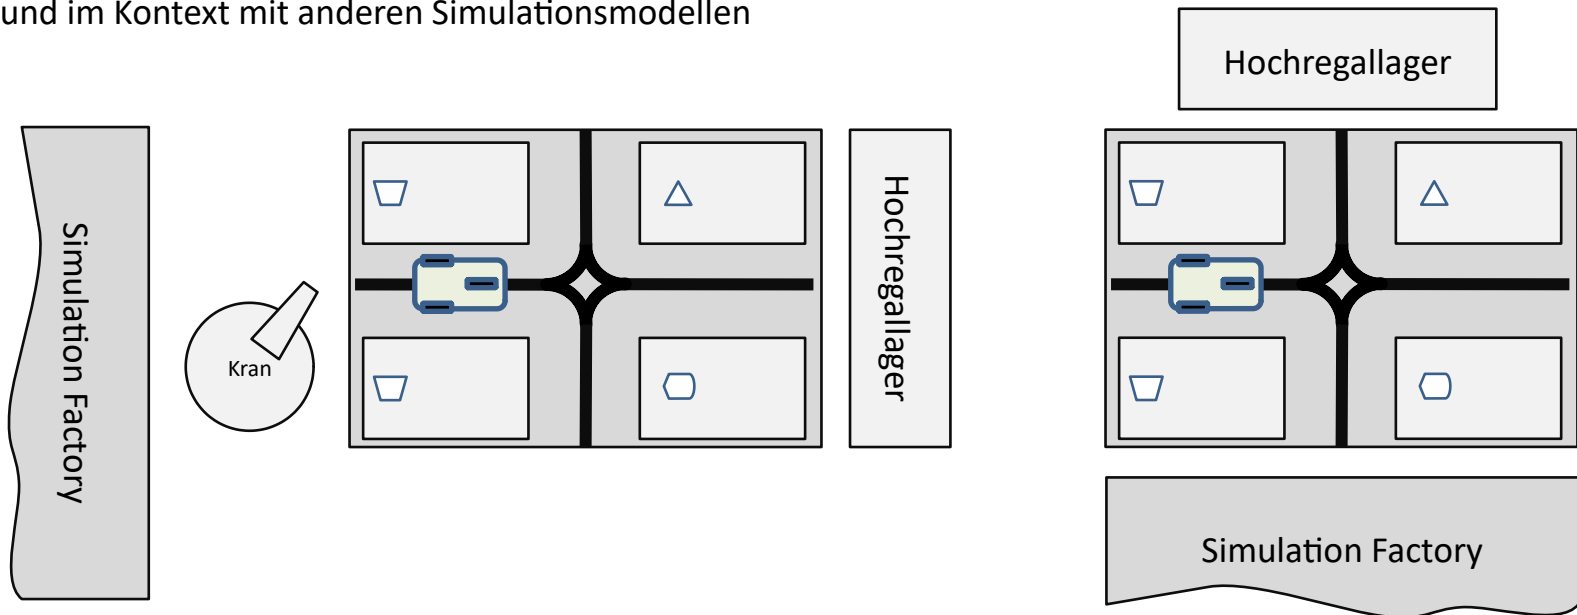 und im Kontext mit anderen Simulationsmodellen
Simulation Factory
Kran
Hochregallager
Hochregallager
Simulation Factory